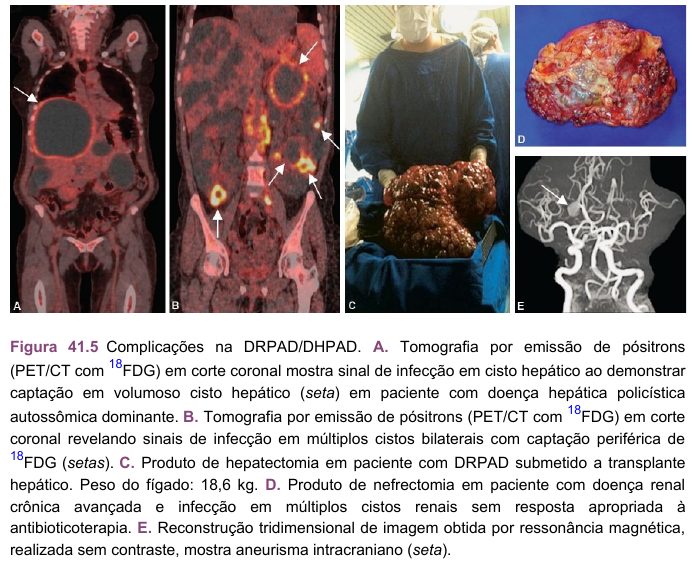 A
B
C
D
E
Figura 41.5 Complicações na DRPAD/DHPAD. A. Tomografia por emissão de pósitrons
(PET/CT com 18FDG) em corte coronal mostra sinal de infecção em cisto hepático ao demonstrar
captação em volumoso cisto hepático (seta) em paciente com doença hepática policística
autossômica dominante. B. Tomografia por emissão de pósitrons (PET/CT com 18FDG) em corte
coronal revelando sinais de infecção em múltiplos cistos bilaterais com captação periférica de
18FDG (setas). C. Produto de hepatectomia em paciente com DRPAD submetido a transplante
hepático. Peso do fígado: 18,6 kg. D. Produto de nefrectomia em paciente com doença renal
crônica avançada e infecção em múltiplos cistos renais sem resposta apropriada à
antibioticoterapia. E. Reconstrução tridimensional de imagem obtida por ressonância magnética,
realizada sem contraste, mostra aneurisma intracraniano (seta).